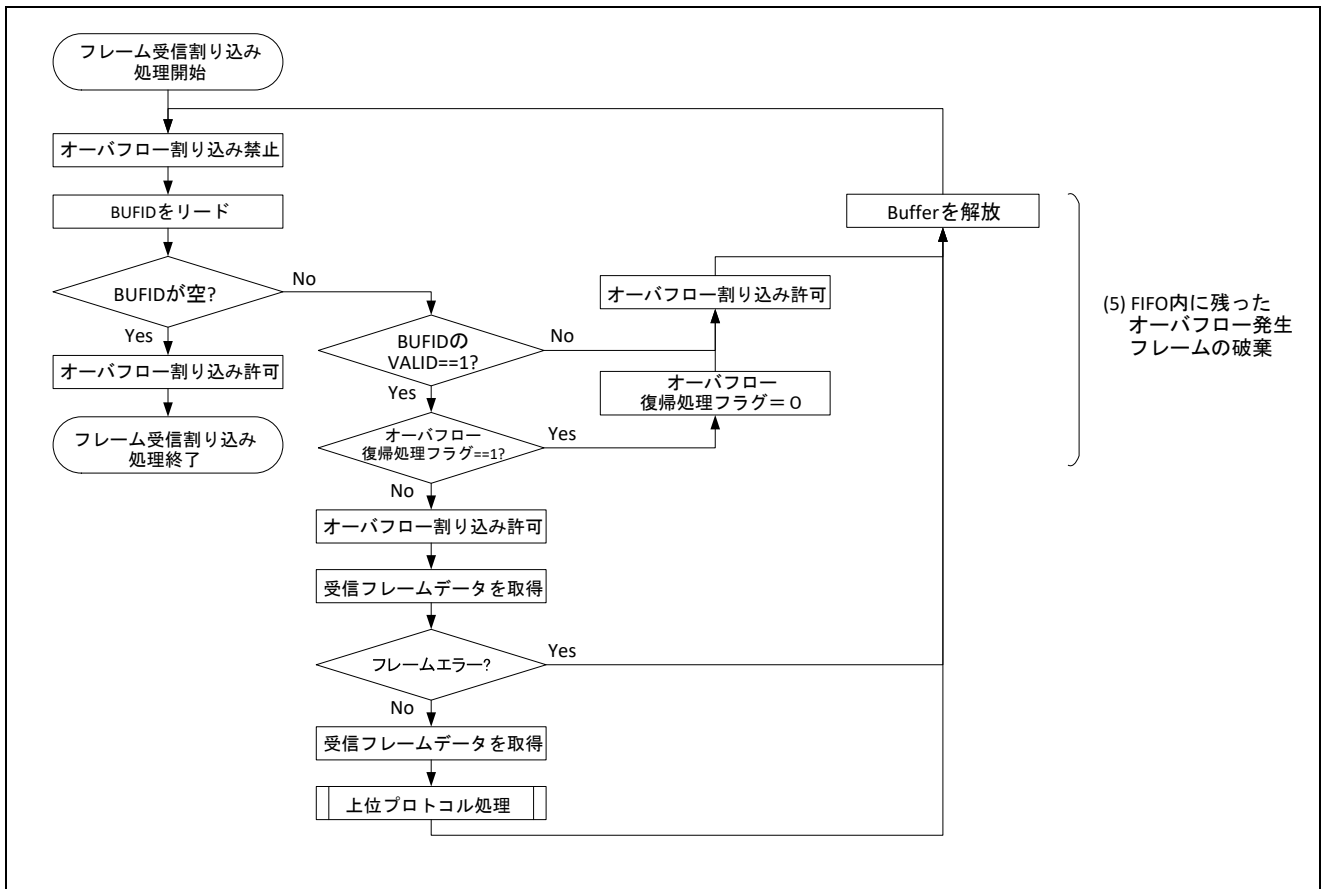 フレーム受信割り込み
処理開始
オーバフロー割り込み禁止
BUFIDをリード
BUFIDが空?
No
Yes
オーバフロー割り込み許可
フレーム受信割り込み
処理終了
BUFIDの
VALID==1?
No
Yes
オーバフロー
復帰処理フラグ==1?
Yes
No
オーバフロー割り込み許可
オーバフロー
復帰処理フラグ＝０
Bufferを解放
(5) FIFO内に残った
オーバフロー発生
フレームの破棄
オーバフロー割り込み許可
受信フレームデータを取得
フレームエラー?
Yes
No
受信フレームデータを取得
上位プロトコル処理